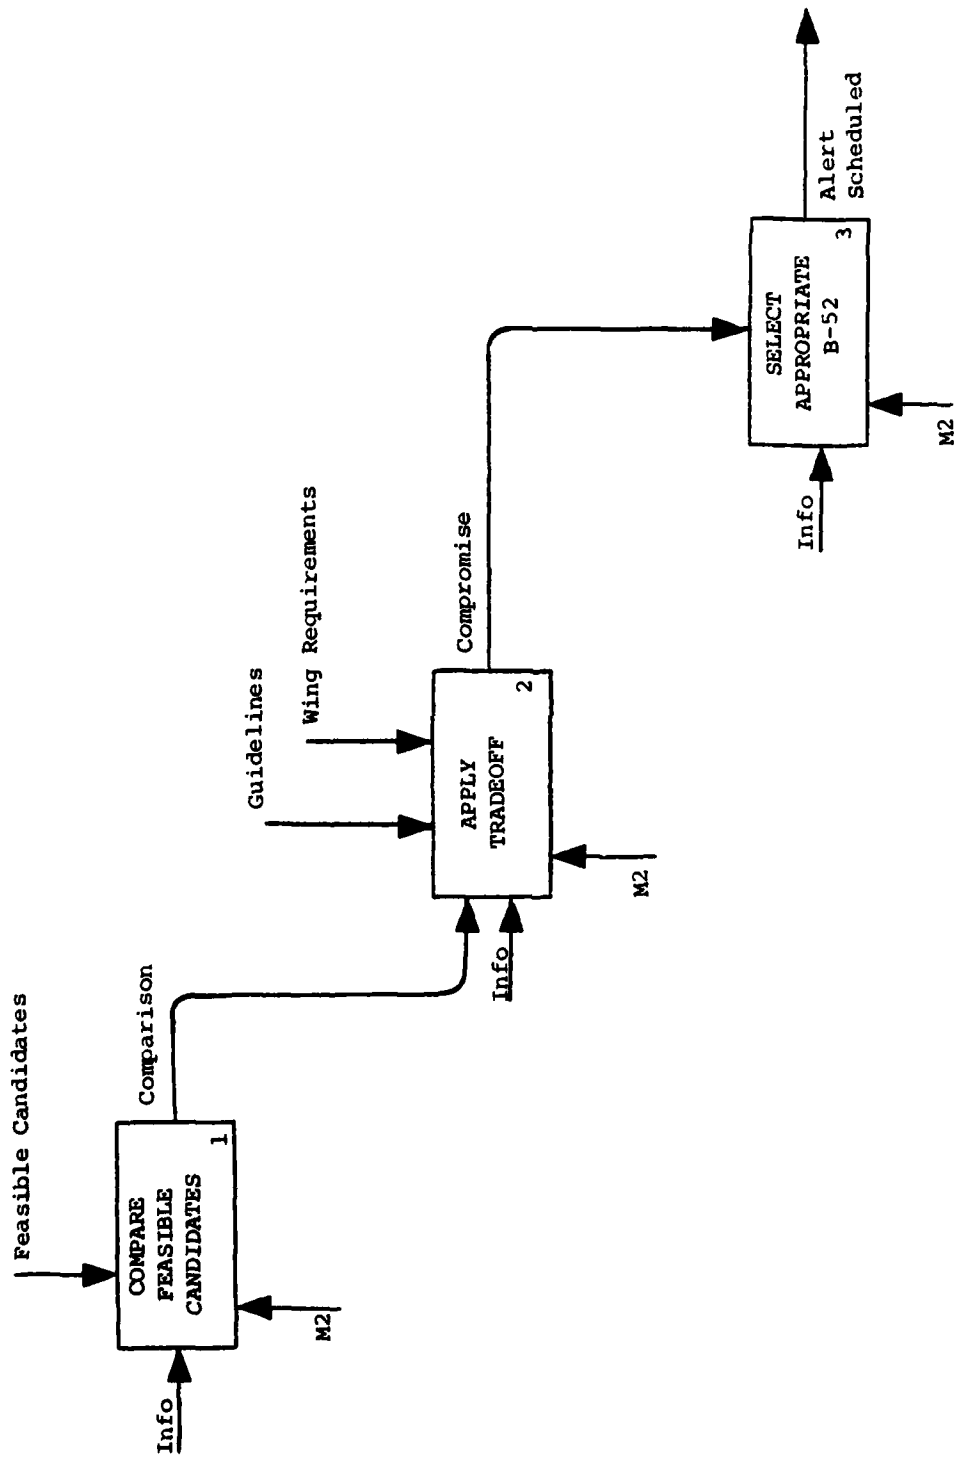 Feasible Candidates
Info
COMPARE
FEASIBLE
CANDIDATES
1
M2
Comparison
Guidelines
Wing Requirements
Info
APPLY
TRADEOFF
2
M2
Compromise
Info
SELECT
APPROPRIATE
B-52
3
M2
Alert
Scheduled